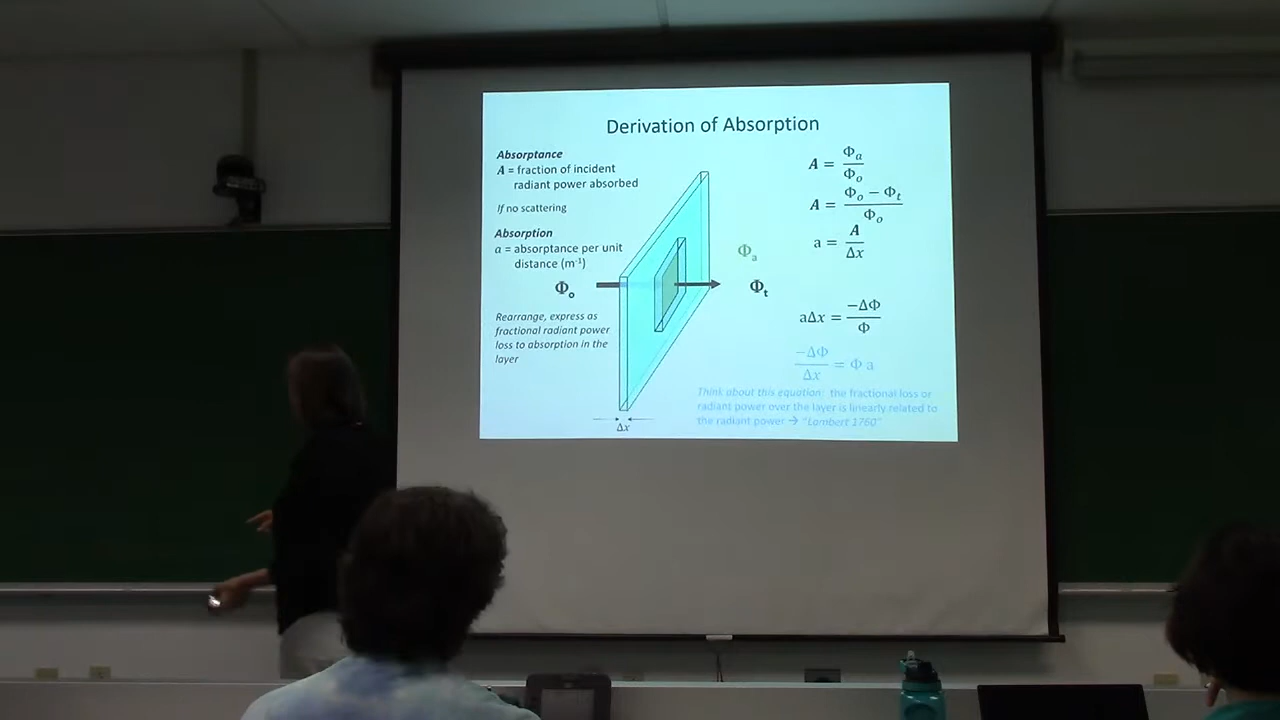 Derivation of Absorption
Absorptance
A = fraction of incident
radiant power absorbed
If no scattering
Absorption
a = absorptance per unit
distance (m⁻¹)
Φo
Rearrange, express as
fractional radiant power
loss to absorption in the
layer
Δx
Φa
Φt
A = Φa / Φo
A = Φo − Φt / Φo
a = A / Δx
aΔx = −ΔΦ / Φ
−ΔΦ / Δx = Φ a
Think about this equation: the fractional loss or
radiant power over the layer is linearly related to
the radiant power → "Lambert 1760"